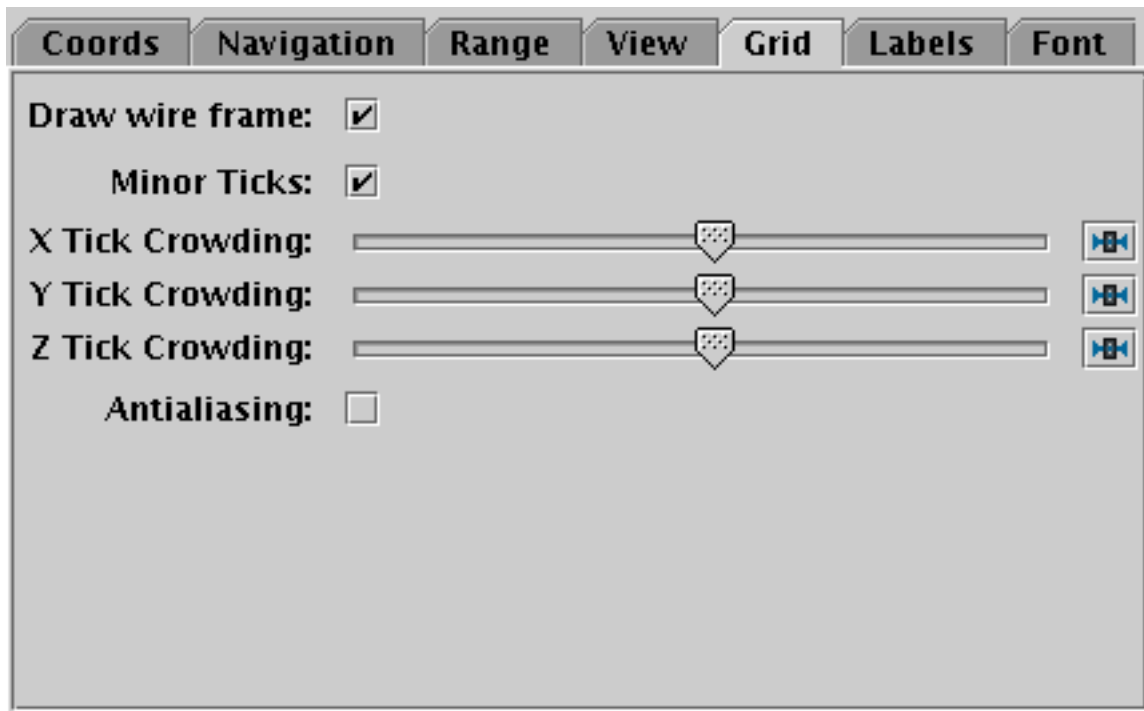 Coords Navigation Range View Grid Labels Font
Draw wire frame:
Minor Ticks:
X Tick Crowding:
Y Tick Crowding:
Z Tick Crowding:
Antialiasing: